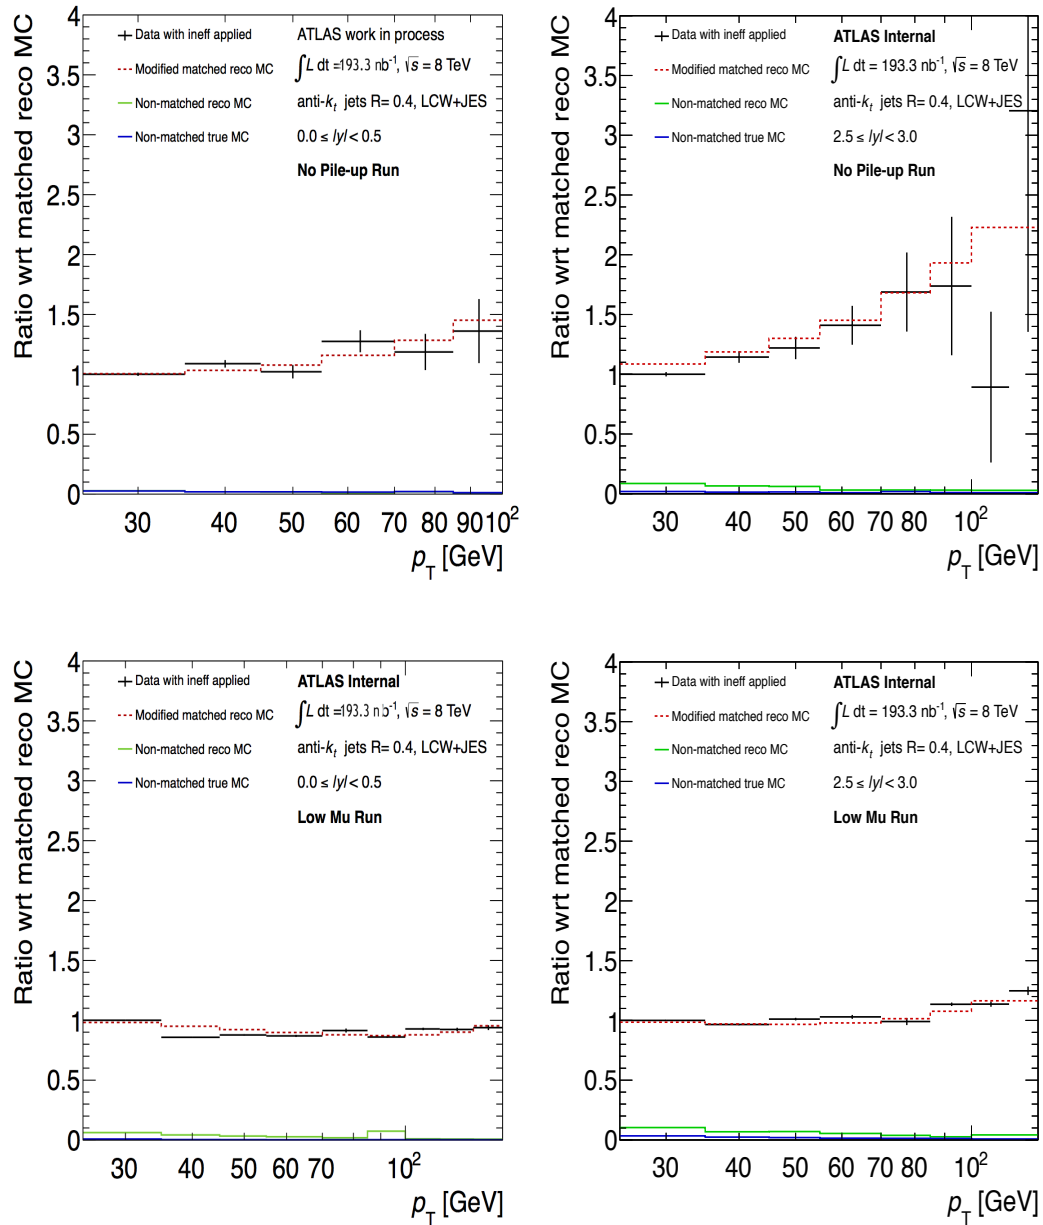 Ratio wrt matched reco MC
4
3.5
3
2.5
2
1.5
1
0.5
0
Data with ineff applied
Modified matched reco MC
Non-matched reco MC
Non-matched true MC
ATLAS work in process
∫L dt =193.3 nb⁻¹, √s = 8 TeV
anti-kₜ jets R= 0.4, LCW+JES
0.0 ≤ |y| < 0.5
No Pile-up Run
30 40 50 60 70 80 90 10²
p_T [GeV]
Ratio wrt matched reco MC
4
3.5
3
2.5
2
1.5
1
0.5
0
Data with ineff applied
Modified matched reco MC
Non-matched reco MC
Non-matched true MC
ATLAS Internal
∫L dt = 193.3 nb⁻¹, √s = 8 TeV
anti-kₜ jets R= 0.4, LCW+JES
2.5 ≤ |y| < 3.0
No Pile-up Run
30 40 50 60 70 80 10²
p_T [GeV]
Ratio wrt matched reco MC
4
3.5
3
2.5
2
1.5
1
0.5
0
Data with ineff applied
Modified matched reco MC
Non-matched reco MC
Non-matched true MC
ATLAS Internal
∫L dt =193.3 nb⁻¹, √s = 8 TeV
anti-kₜ jets R= 0.4, LCW+JES
0.0 ≤ |y| < 0.5
Low Mu Run
30 40 50 60 70 10²
p_T [GeV]
Ratio wrt matched reco MC
4
3.5
3
2.5
2
1.5
1
0.5
0
Data with ineff applied
Modified matched reco MC
Non-matched reco MC
Non-matched true MC
ATLAS Internal
∫L dt = 193.3 nb⁻¹, √s = 8 TeV
anti-kₜ jets R= 0.4, LCW+JES
2.5 ≤ |y| < 3.0
Low Mu Run
30 40 50 60 70 80 10²
p_T [GeV]